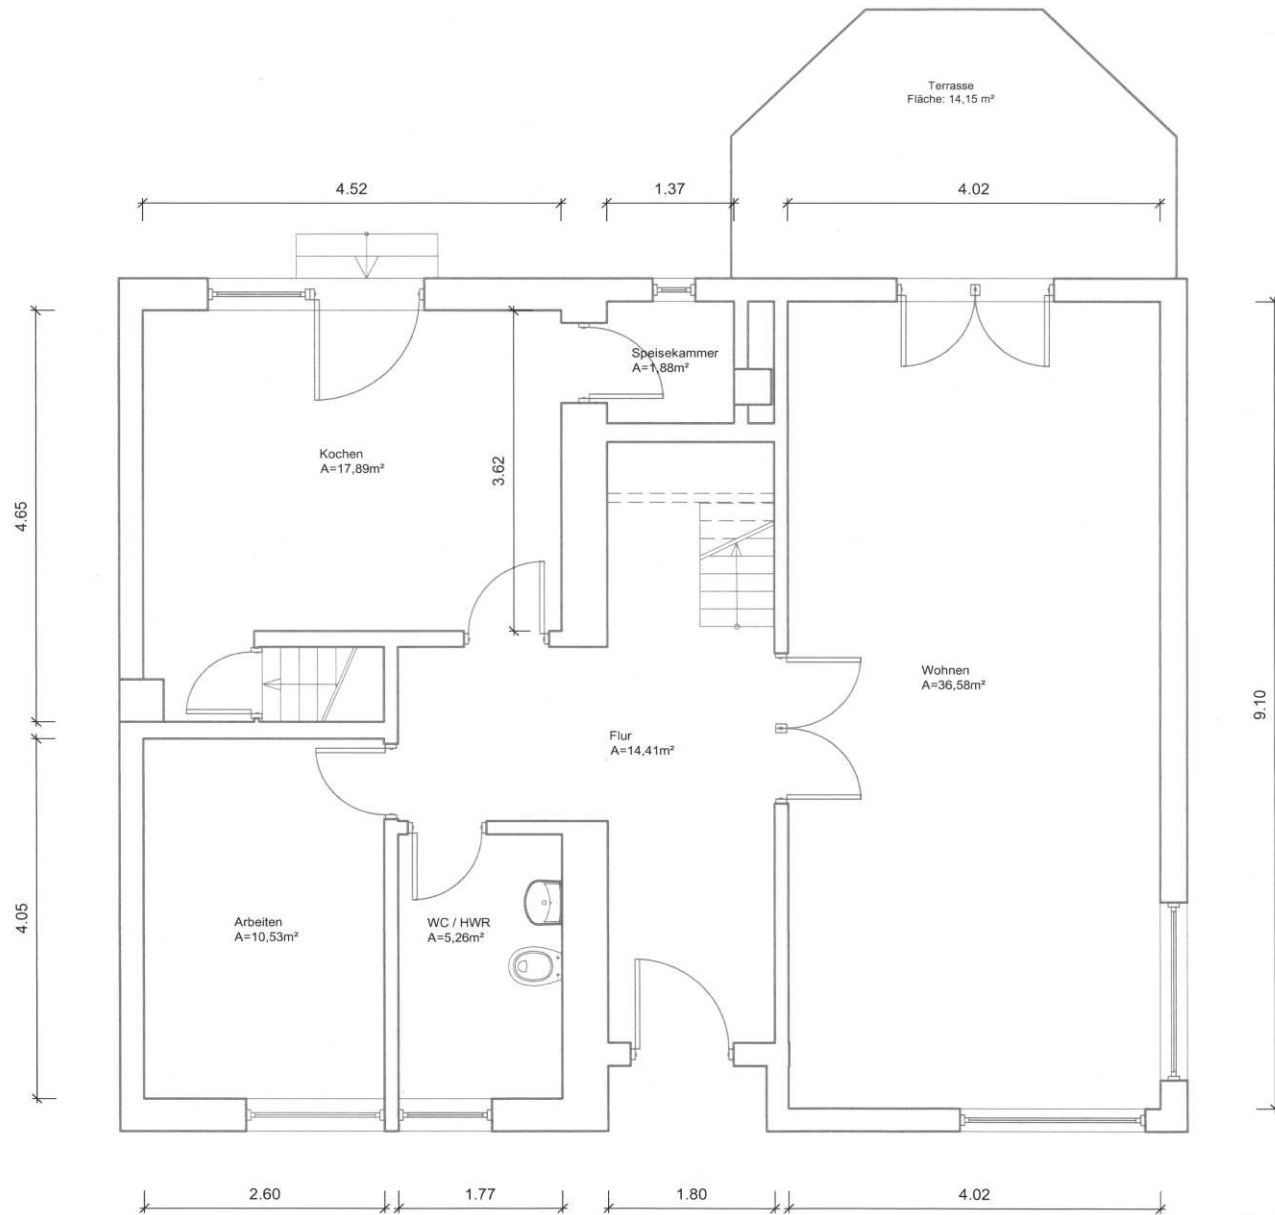 Terrasse
Fläche: 14,15 m²
4.52
1.37
4.02
Speisekammer
A=1,88m²
Kochen
A=17,89m²
3.62
4.65
Wohnen
A=36,58m²
9.10
Flur
A=14,41m²
Arbeiten
A=10,53m²
WC / HWR
A=5,26m²
4.05
2.60
1.77
1.80
4.02